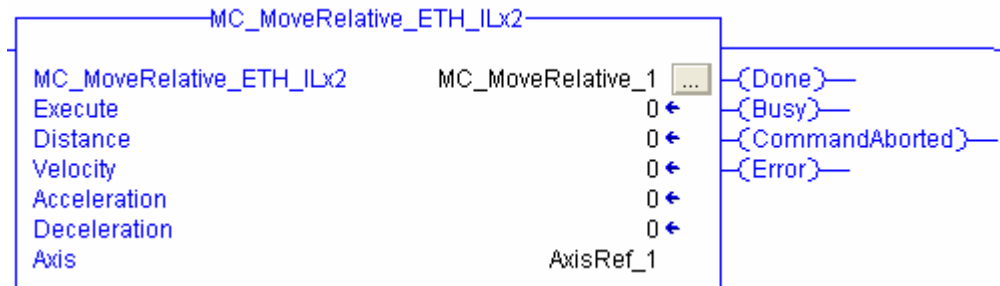 MC_MoveRelative_ETH_ILx2
MC_MoveRelative_ETH_ILx2 MC_MoveRelative_1 ... (Done)
Execute 0 (Busy)
Distance 0 (CommandAborted)
Velocity 0 (Error)
Acceleration 0
Deceleration 0
Axis AxisRef_1